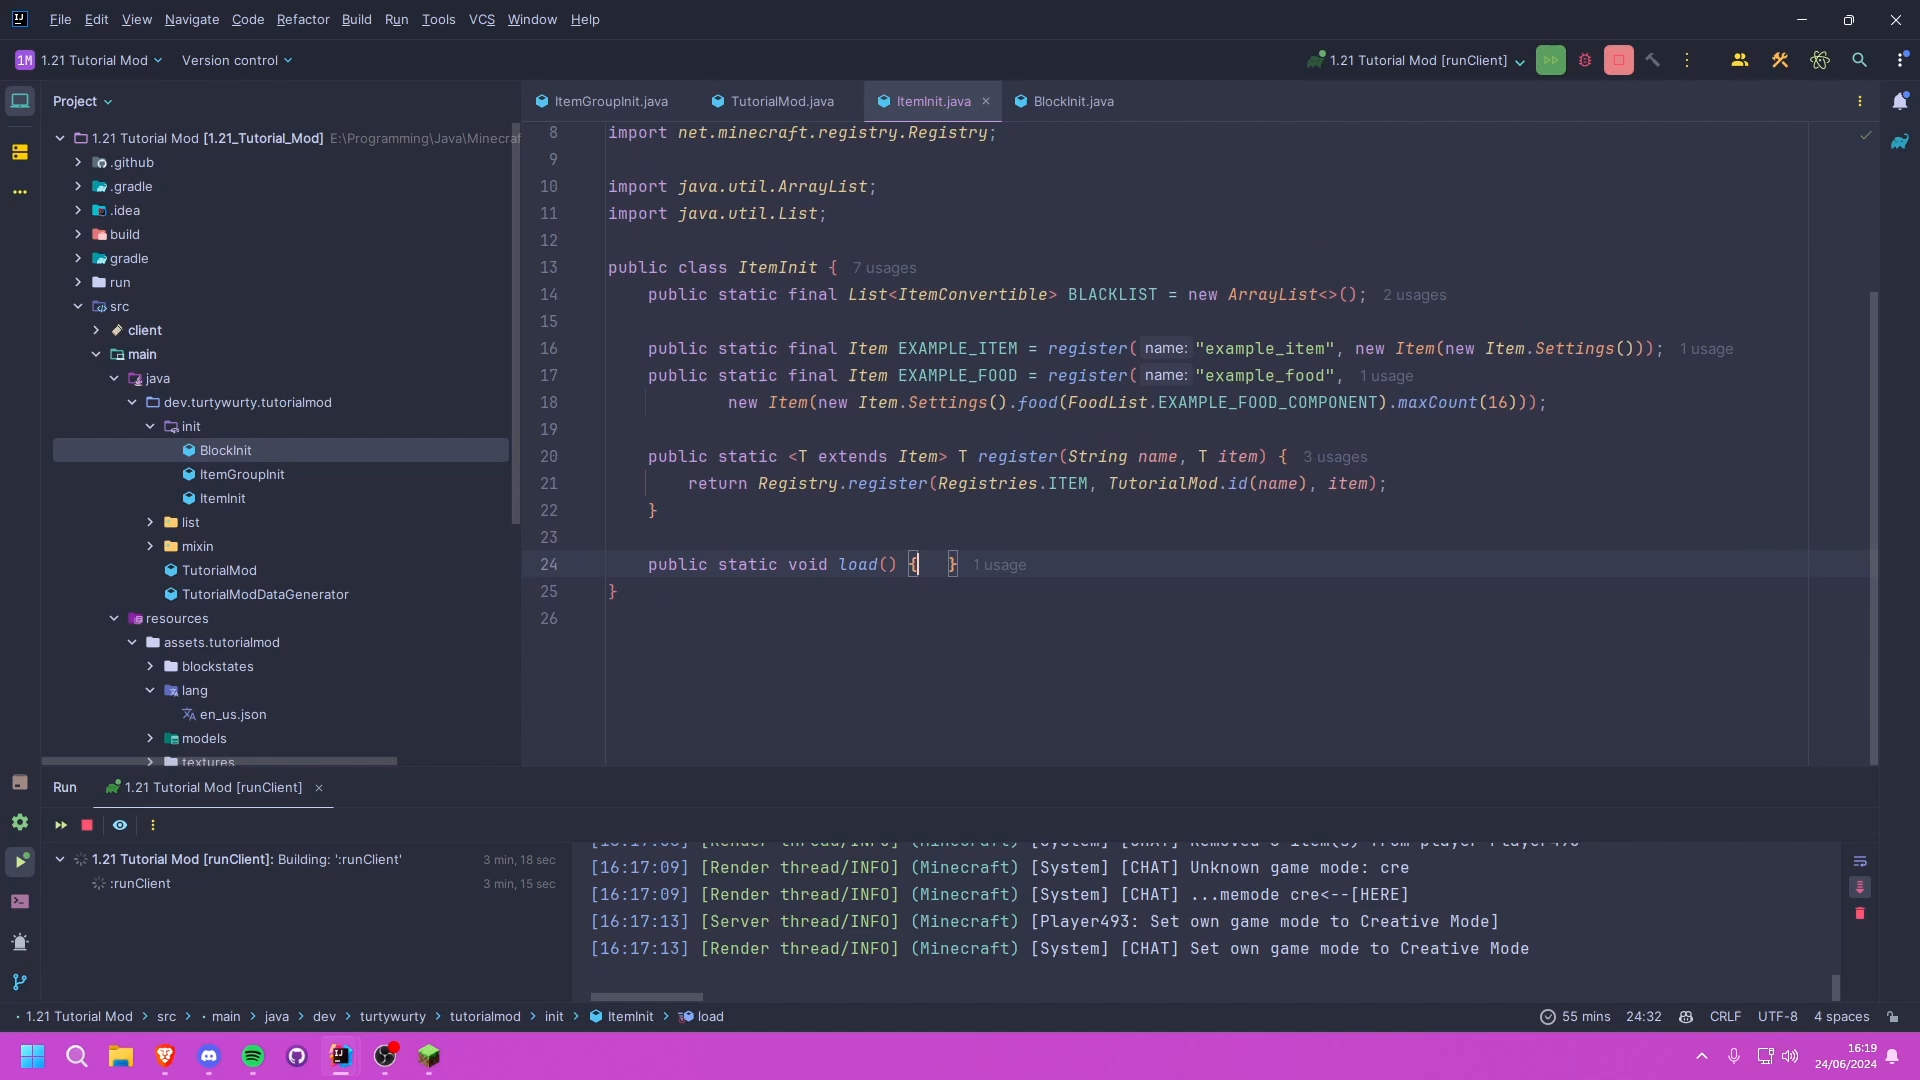 File Edit View Navigate Code Refactor Build Run Tools VCS Window Help
1M 1.21 Tutorial Mod Version control 1.21 Tutorial Mod [runClient]
Project
ItemGroupInit.java TutorialMod.java ItemInit.java BlockInit.java
1.21 Tutorial Mod [1.21_Tutorial_Mod] E:\Programming\Java\Minecraf
.github
.gradle
.idea
build
gradle
run
src
client
main
java
dev.turtywurty.tutorialmod
init
BlockInit
ItemGroupInit
ItemInit
list
mixin
TutorialMod
TutorialModDataGenerator
resources
assets.tutorialmod
blockstates
lang
en_us.json
models
textures
8 import net.minecraft.registry.Registry;
9
10 import java.util.ArrayList;
11 import java.util.List;
12
13 public class ItemInit { 7 usages
14 public static final List<ItemConvertible> BLACKLIST = new ArrayList<>(); 2 usages
15
16 public static final Item EXAMPLE_ITEM = register( name: "example_item", new Item(new Item.Settings())); 1 usage
17 public static final Item EXAMPLE_FOOD = register( name: "example_food", 1 usage
18 new Item(new Item.Settings().food(FoodList.EXAMPLE_FOOD_COMPONENT).maxCount(16)));
19
20 public static <T extends Item> T register(String name, T item) { 3 usages
21 return Registry.register(Registries.ITEM, TutorialMod.id(name), item);
22 }
23
24 public static void load() { } 1 usage
25 }
26
Run 1.21 Tutorial Mod [runClient]
1.21 Tutorial Mod [runClient]: Building: ':runClient' 3 min, 18 sec
:runClient 3 min, 15 sec
[16:17:09] [Render thread/INFO] (Minecraft) [System] [CHAT] Unknown game mode: cre
[16:17:09] [Render thread/INFO] (Minecraft) [System] [CHAT] ...memode cre<--[HERE]
[16:17:13] [Server thread/INFO] (Minecraft) [Player493: Set own game mode to Creative Mode]
[16:17:13] [Render thread/INFO] (Minecraft) [System] [CHAT] Set own game mode to Creative Mode
1.21 Tutorial Mod src main java dev turtywurty tutorialmod init ItemInit load 55 mins 24:32 CRLF UTF-8 4 spaces
16:19
24/06/2024